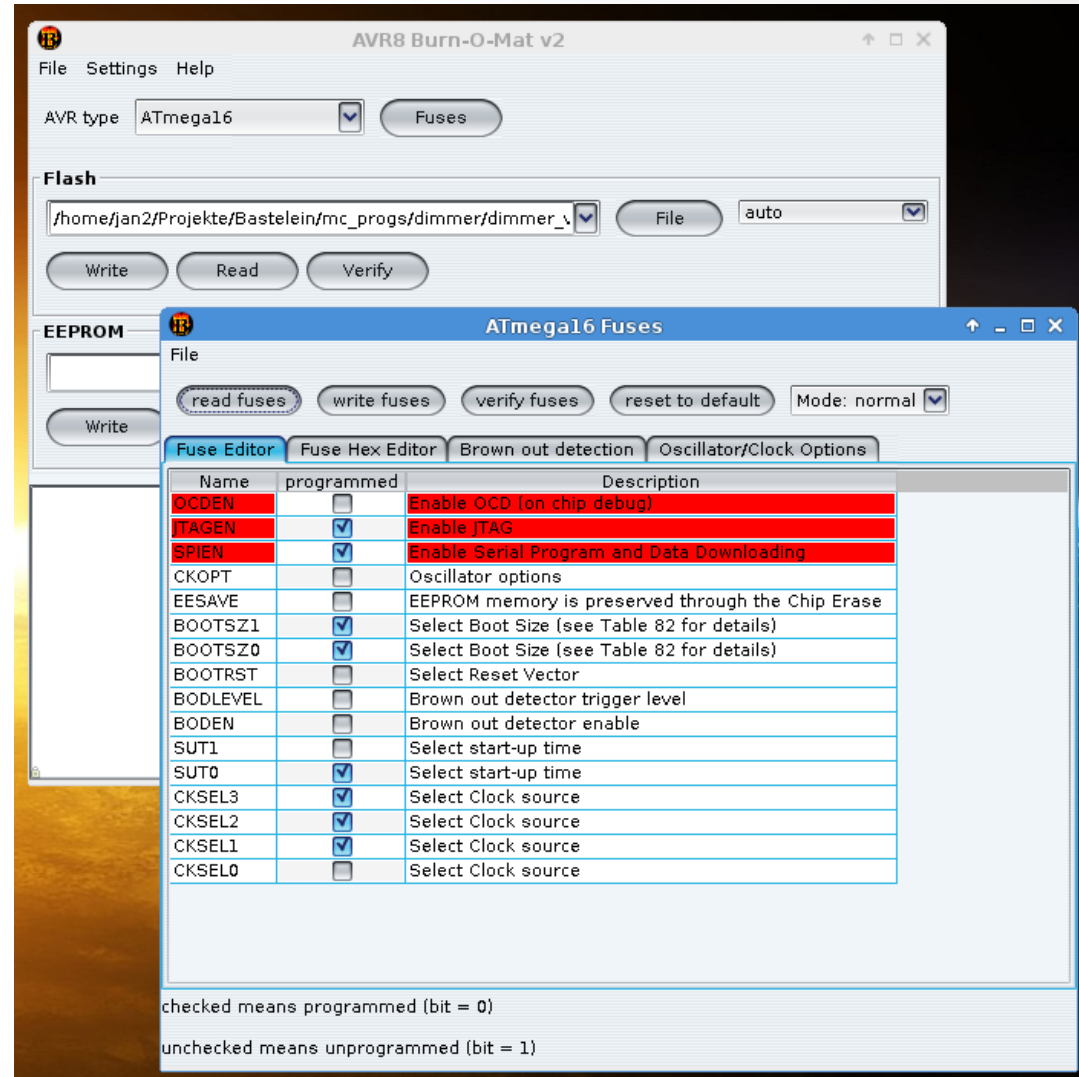 AVR8 Burn-O-Mat v2
File Settings Help
AVR type ATmega16 Fuses
Flash
/home/jan2/Projekte/Bastelein/mc_progs/dimmer/dimmer_ File auto
Write Read Verify
EEPROM
Write
ATmega16 Fuses
File
read fuses write fuses verify fuses reset to default Mode: normal
Fuse Editor Fuse Hex Editor Brown out detection Oscillator/Clock Options
Name programmed Description
OCDEN Enable OCD (on chip debug)
JTAGEN Enable JTAG
SPIEN Enable Serial Program and Data Downloading
CKOPT Oscillator options
EESAVE EEPROM memory is preserved through the Chip Erase
BOOTSZ1 Select Boot Size (see Table 82 for details)
BOOTSZ0 Select Boot Size (see Table 82 for details)
BOOTRST Select Reset Vector
BODLEVEL Brown out detector trigger level
BODEN Brown out detector enable
SUT1 Select start-up time
SUT0 Select start-up time
CKSEL3 Select Clock source
CKSEL2 Select Clock source
CKSEL1 Select Clock source
CKSEL0 Select Clock source
checked means programmed (bit = 0)
unchecked means unprogrammed (bit = 1)